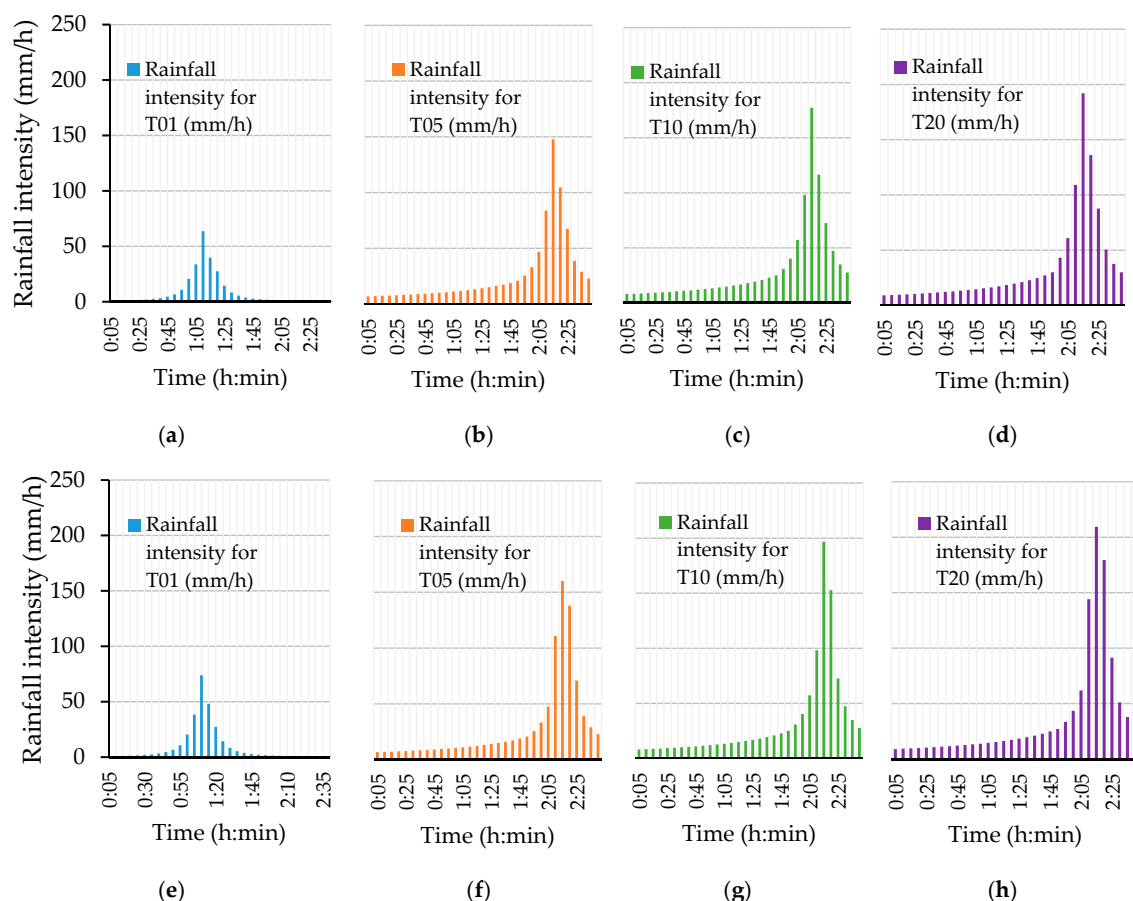 Rainfall intensity (mm/h)
250
200
150
100
50
0
Rainfall
intensity for
T01 (mm/h)
0:05
0:25
0:45
1:05
1:25
1:45
2:05
2:25
Time (h:min)
(a)
Rainfall
intensity for
T05 (mm/h)
0:05
0:25
0:45
1:05
1:25
1:45
2:05
2:25
Time (h:min)
(b)
Rainfall
intensity for
T10 (mm/h)
0:05
0:25
0:45
1:05
1:25
1:45
2:05
2:25
Time (h:min)
(c)
Rainfall
intensity for
T20 (mm/h)
0:05
0:25
0:45
1:05
1:25
1:45
2:05
2:25
Time (h:min)
(d)
Rainfall intensity (mm/h)
250
200
150
100
50
0
Rainfall
intensity for
T01 (mm/h)
0:05
0:30
0:55
1:20
1:45
2:10
2:35
Time (h:min)
(e)
Rainfall
intensity for
T05 (mm/h)
0:05
0:25
0:45
1:05
1:25
1:45
2:05
2:25
Time (h:min)
(f)
Rainfall
intensity for
T10 (mm/h)
0:05
0:25
0:45
1:05
1:25
1:45
2:05
2:25
Time (h:min)
(g)
Rainfall
intensity for
T20 (mm/h)
0:05
0:25
0:45
1:05
1:25
1:45
2:05
2:25
Time (h:min)
(h)